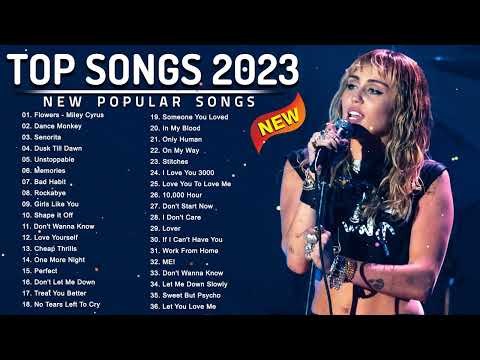 TOP SONGS 2023
NEW POPULAR SONGS
NEW
01. Flowers - Miley Cyrus
02. Dance Monkey
03. Senorita
04. Dusk Till Dawn
05. Unstoppable
06. Memories
07. Bad Habit
08. Rockabye
09. Girls Like You
10. Shape it Off
11. Don't Wanna Know
12. Love Yourself
13. Cheap Thrills
14. One More Night
15. Perfect
16. Don't Let Me Down
17. Treat You Better
18. No Tears Left To Cry
19. Someone You Loved
20. In My Blood
21. Only Human
22. On My Way
23. Stitches
24. I Love You 3000
25. Love You To Love Me
26. 10,000 Hour
27. Don't Start Now
28. I Don't Care
29. Lover
30. If I Can't Have You
31. Work From Home
32. ME!
33. Don't Wanna Know
34. Let Me Down Slowly
35. Sweet But Psycho
36. Let You Love Me